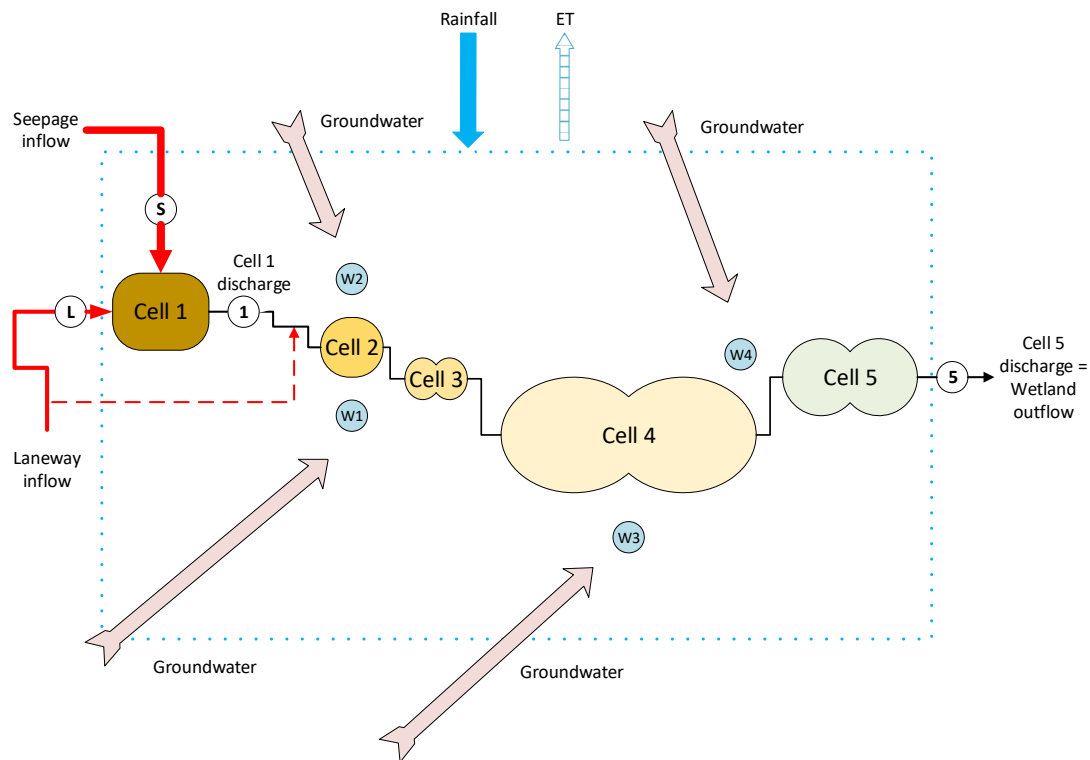 Rainfall
ET
Seepage
inflow
Groundwater
Groundwater
S
Cell 1
discharge
W2
L
Cell 1
1
Cell 2
W4
Cell 3
Cell 5
5
Cell 5
discharge =
Wetland
outflow
W1
Cell 4
Laneway
inflow
W3
Groundwater
Groundwater